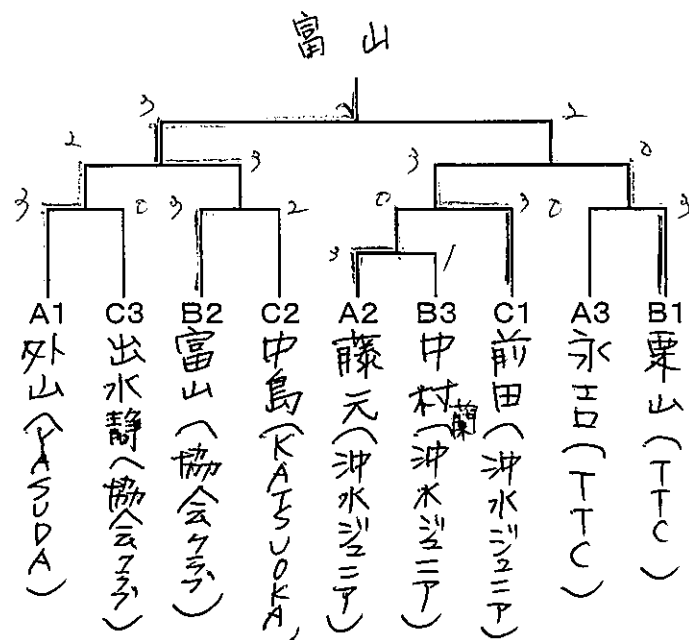 富山
3 3 2
2 3 3 0
3 0 3 2 0 3 0 3
3 1
A1 C3 B2 C2 A2 B3 C1 A3 B1
外山(YASUDA)
出水静(協会クラブ)
富山(協会クラブ)
中島(KATSUOKA)
藤元(沖水ジュニア)
中村蘭(沖水ジュニア)
前田(沖水ジュニア)
永吉(TTC)
栗山(TTC)